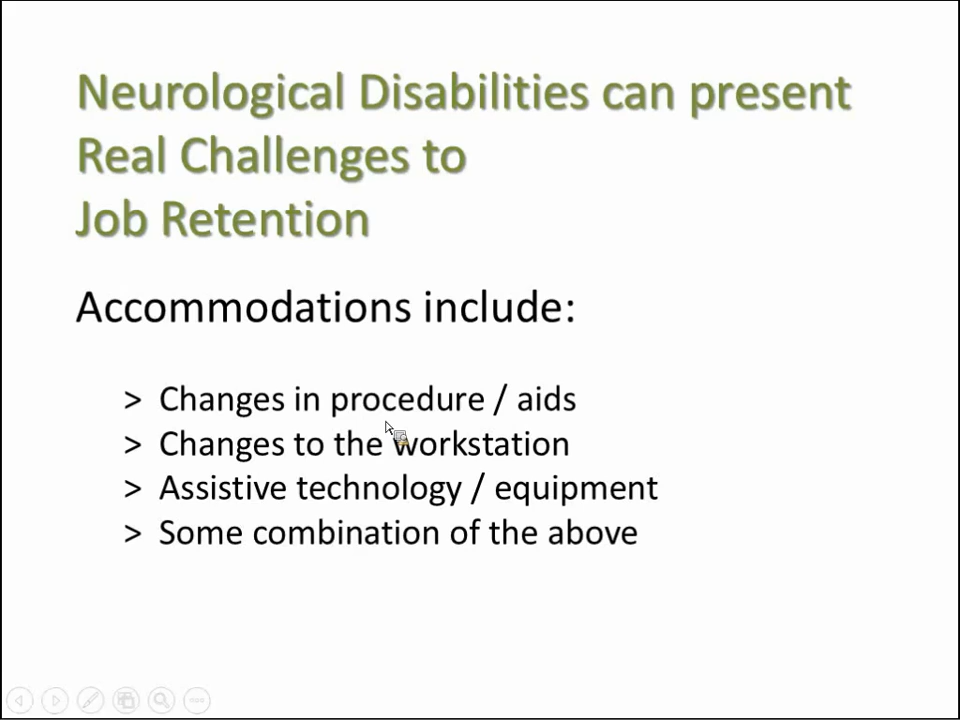 Neurological Disabilities can present
Real Challenges to
Job Retention
Accommodations include:
> Changes in procedure / aids
> Changes to the workstation
> Assistive technology / equipment
> Some combination of the above